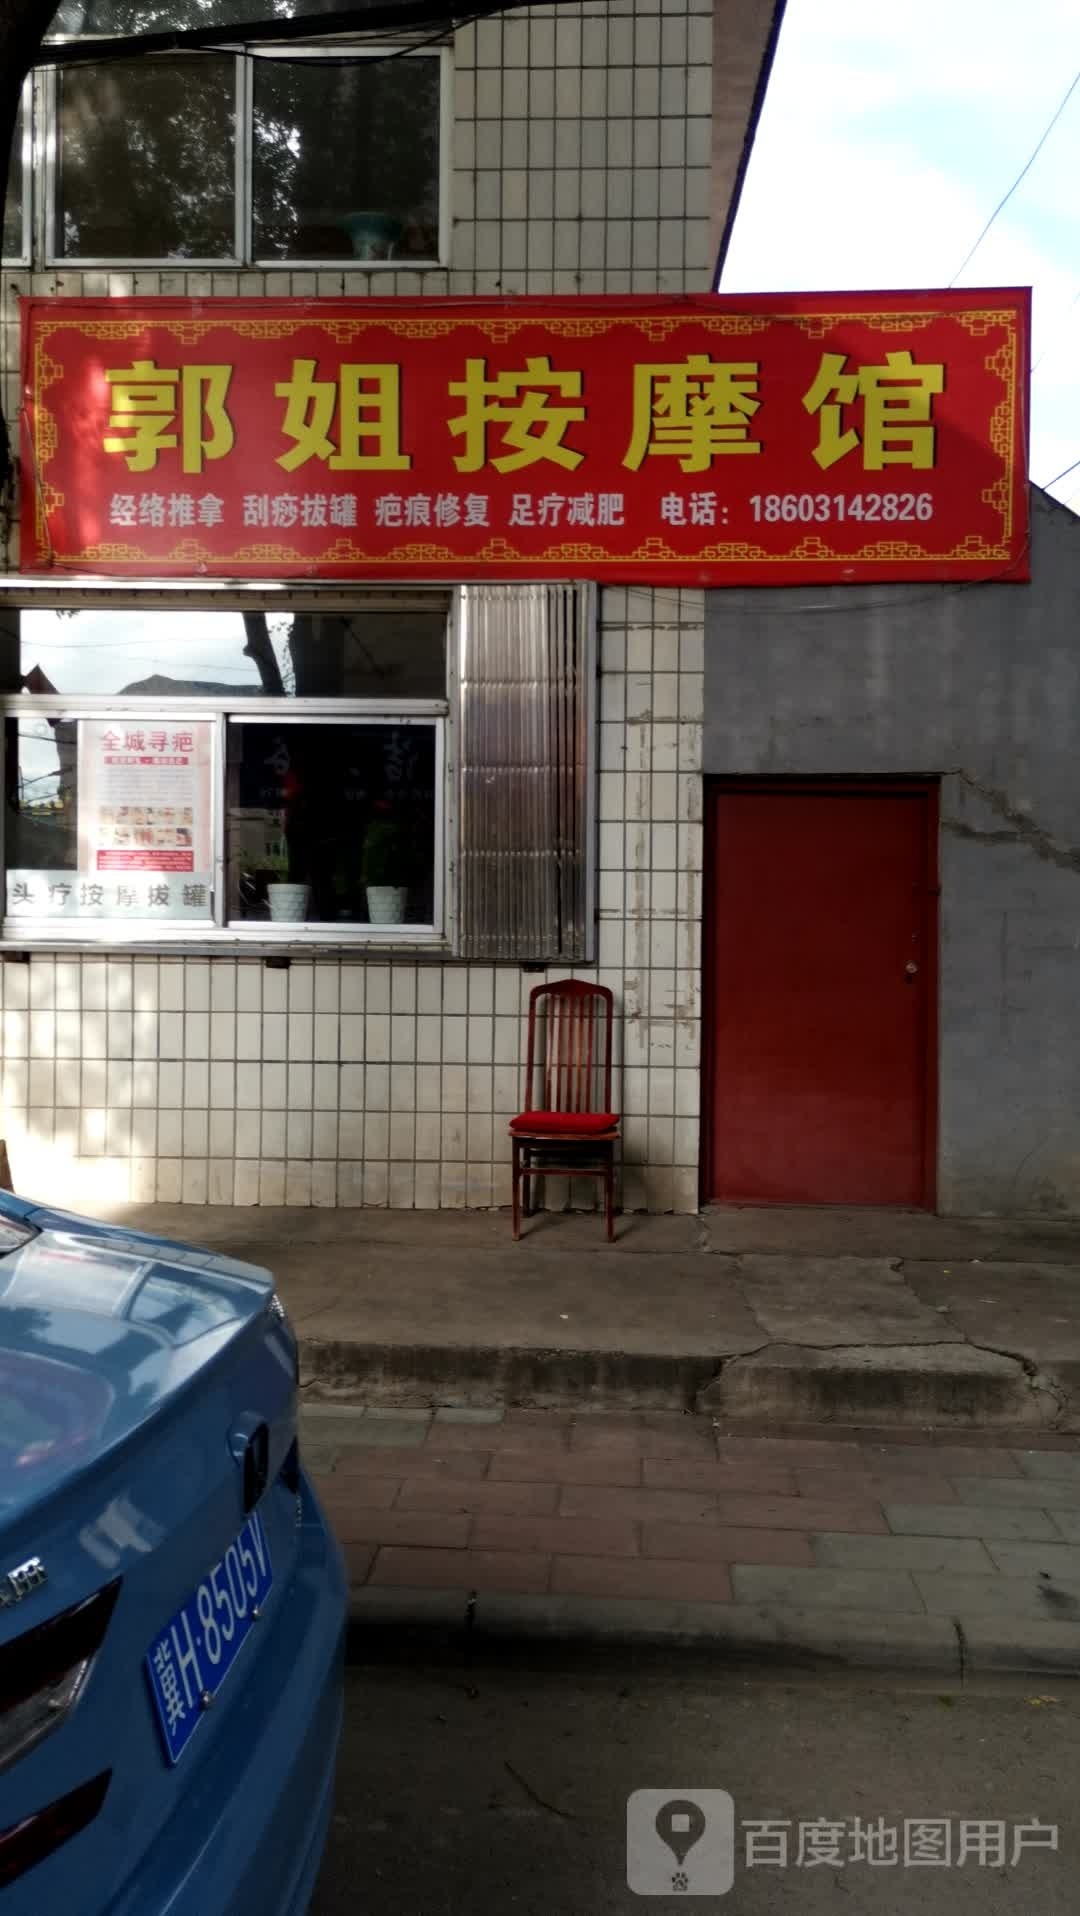 郭姐按摩馆
经络推拿 刮痧拔罐 疤痕修复 足疗减肥 电话：18603142826
全城寻疤
头疗按摩拔罐
冀H·8505V
百度地图用户